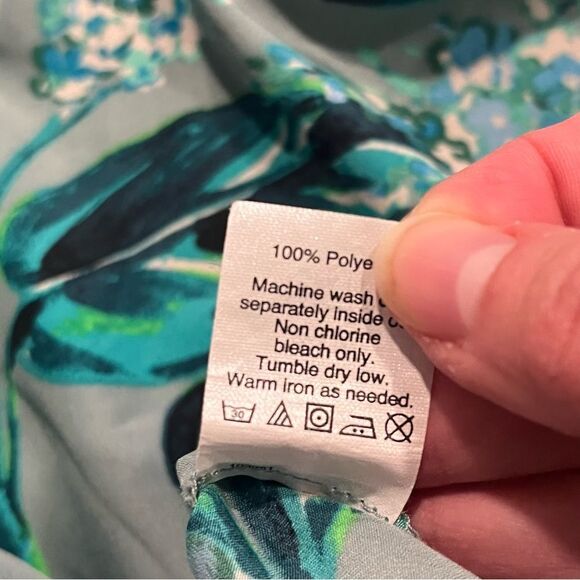 100% Polye
Machine wash
separately inside
Non chlorine
bleach only.
Tumble dry low.
Warm iron as needed.
30